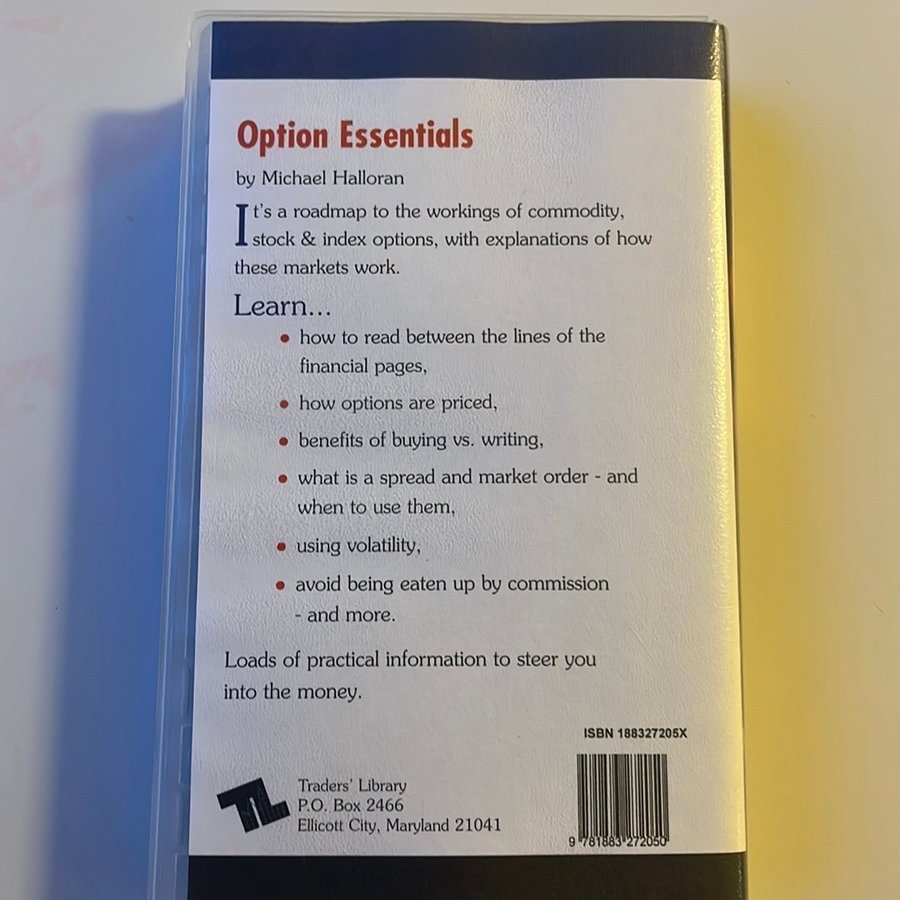 Option Essentials
by Michael Halloran
It's a roadmap to the workings of commodity,
stock & index options, with explanations of how
these markets work.
Learn...
• how to read between the lines of the
financial pages,
• how options are priced,
• benefits of buying vs. writing,
• what is a spread and market order - and
when to use them,
• using volatility,
• avoid being eaten up by commission
- and more.
Loads of practical information to steer you
into the money.
ISBN 188327205X
TL
Traders' Library
P.O. Box 2466
Ellicott City, Maryland 21041
9 781883 272050